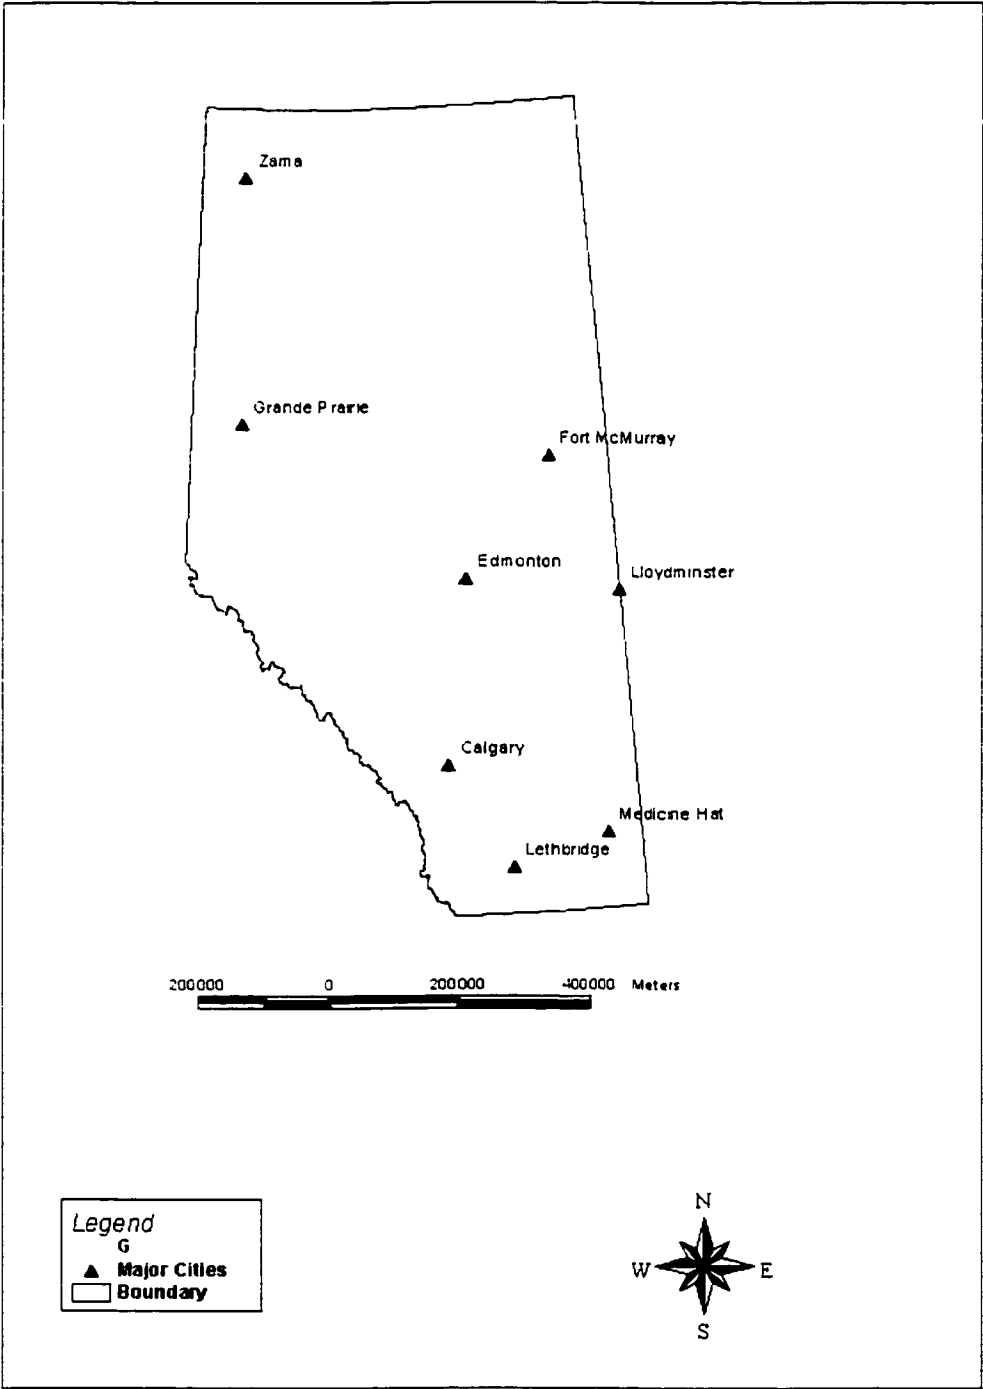 Zama
Grande Prairie
Fort McMurray
Edmonton
Lloydminster
Calgary
Medicine Hat
Lethbridge
200000 0 200000 400000 Meters
Legend
G
Major Cities
Boundary
N
W E
S